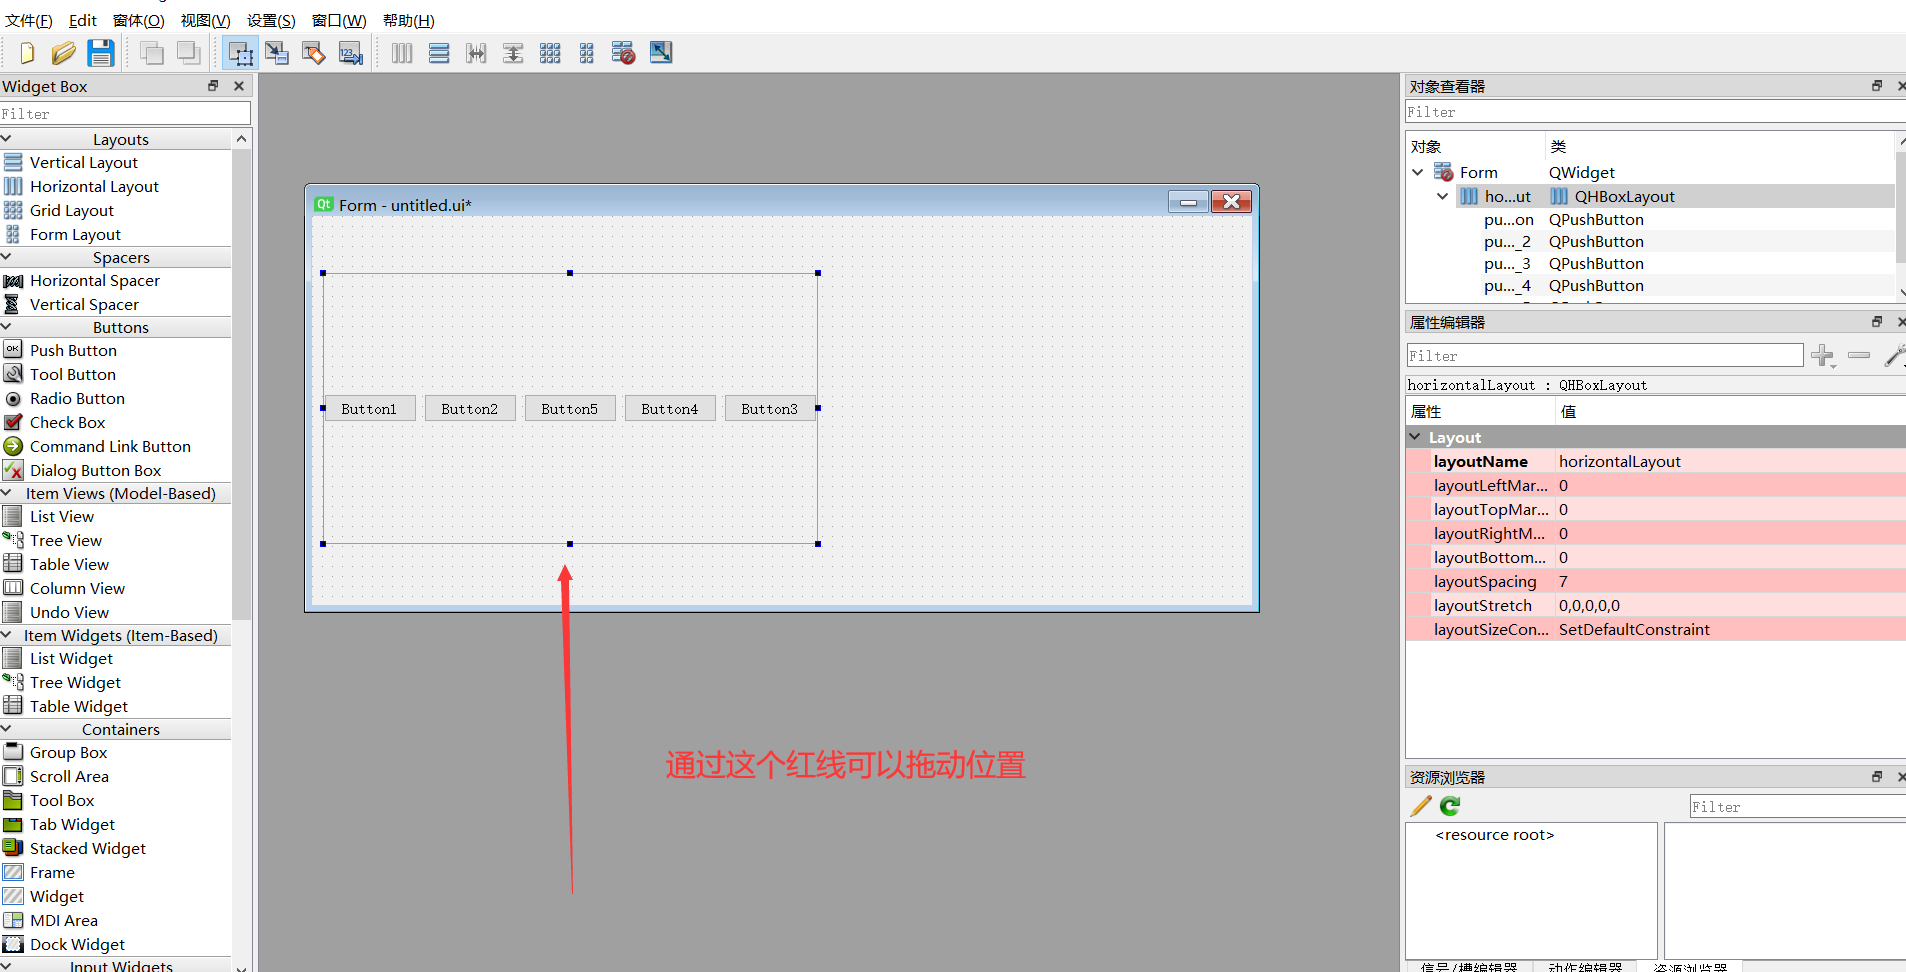 文件(F) Edit 窗体(O) 视图(V) 设置(S) 窗口(W) 帮助(H)
Widget Box
Filter
Layouts
Vertical Layout
Horizontal Layout
Grid Layout
Form Layout
Spacers
Horizontal Spacer
Vertical Spacer
Buttons
Push Button
Tool Button
Radio Button
Check Box
Command Link Button
Dialog Button Box
Item Views (Model-Based)
List View
Tree View
Table View
Column View
Undo View
Item Widgets (Item-Based)
List Widget
Tree Widget
Table Widget
Containers
Group Box
Scroll Area
Tool Box
Tab Widget
Stacked Widget
Frame
Widget
MDI Area
Dock Widget
Input Widgets
Qt Form - untitled.ui*
Button1 Button2 Button5 Button4 Button3
通过这个红线可以拖动位置
对象查看器
Filter
对象 类
Form QWidget
ho...ut QHBoxLayout
pu...on QPushButton
pu..._2 QPushButton
pu..._3 QPushButton
pu..._4 QPushButton
属性编辑器
Filter
horizontalLayout : QHBoxLayout
属性 值
Layout
layoutName horizontalLayout
layoutLeftMar... 0
layoutTopMar... 0
layoutRightM... 0
layoutBottom... 0
layoutSpacing 7
layoutStretch 0,0,0,0,0
layoutSizeCon... SetDefaultConstraint
资源浏览器
Filter
<resource root>
信号/槽编辑器 动作编辑器 资源浏览器